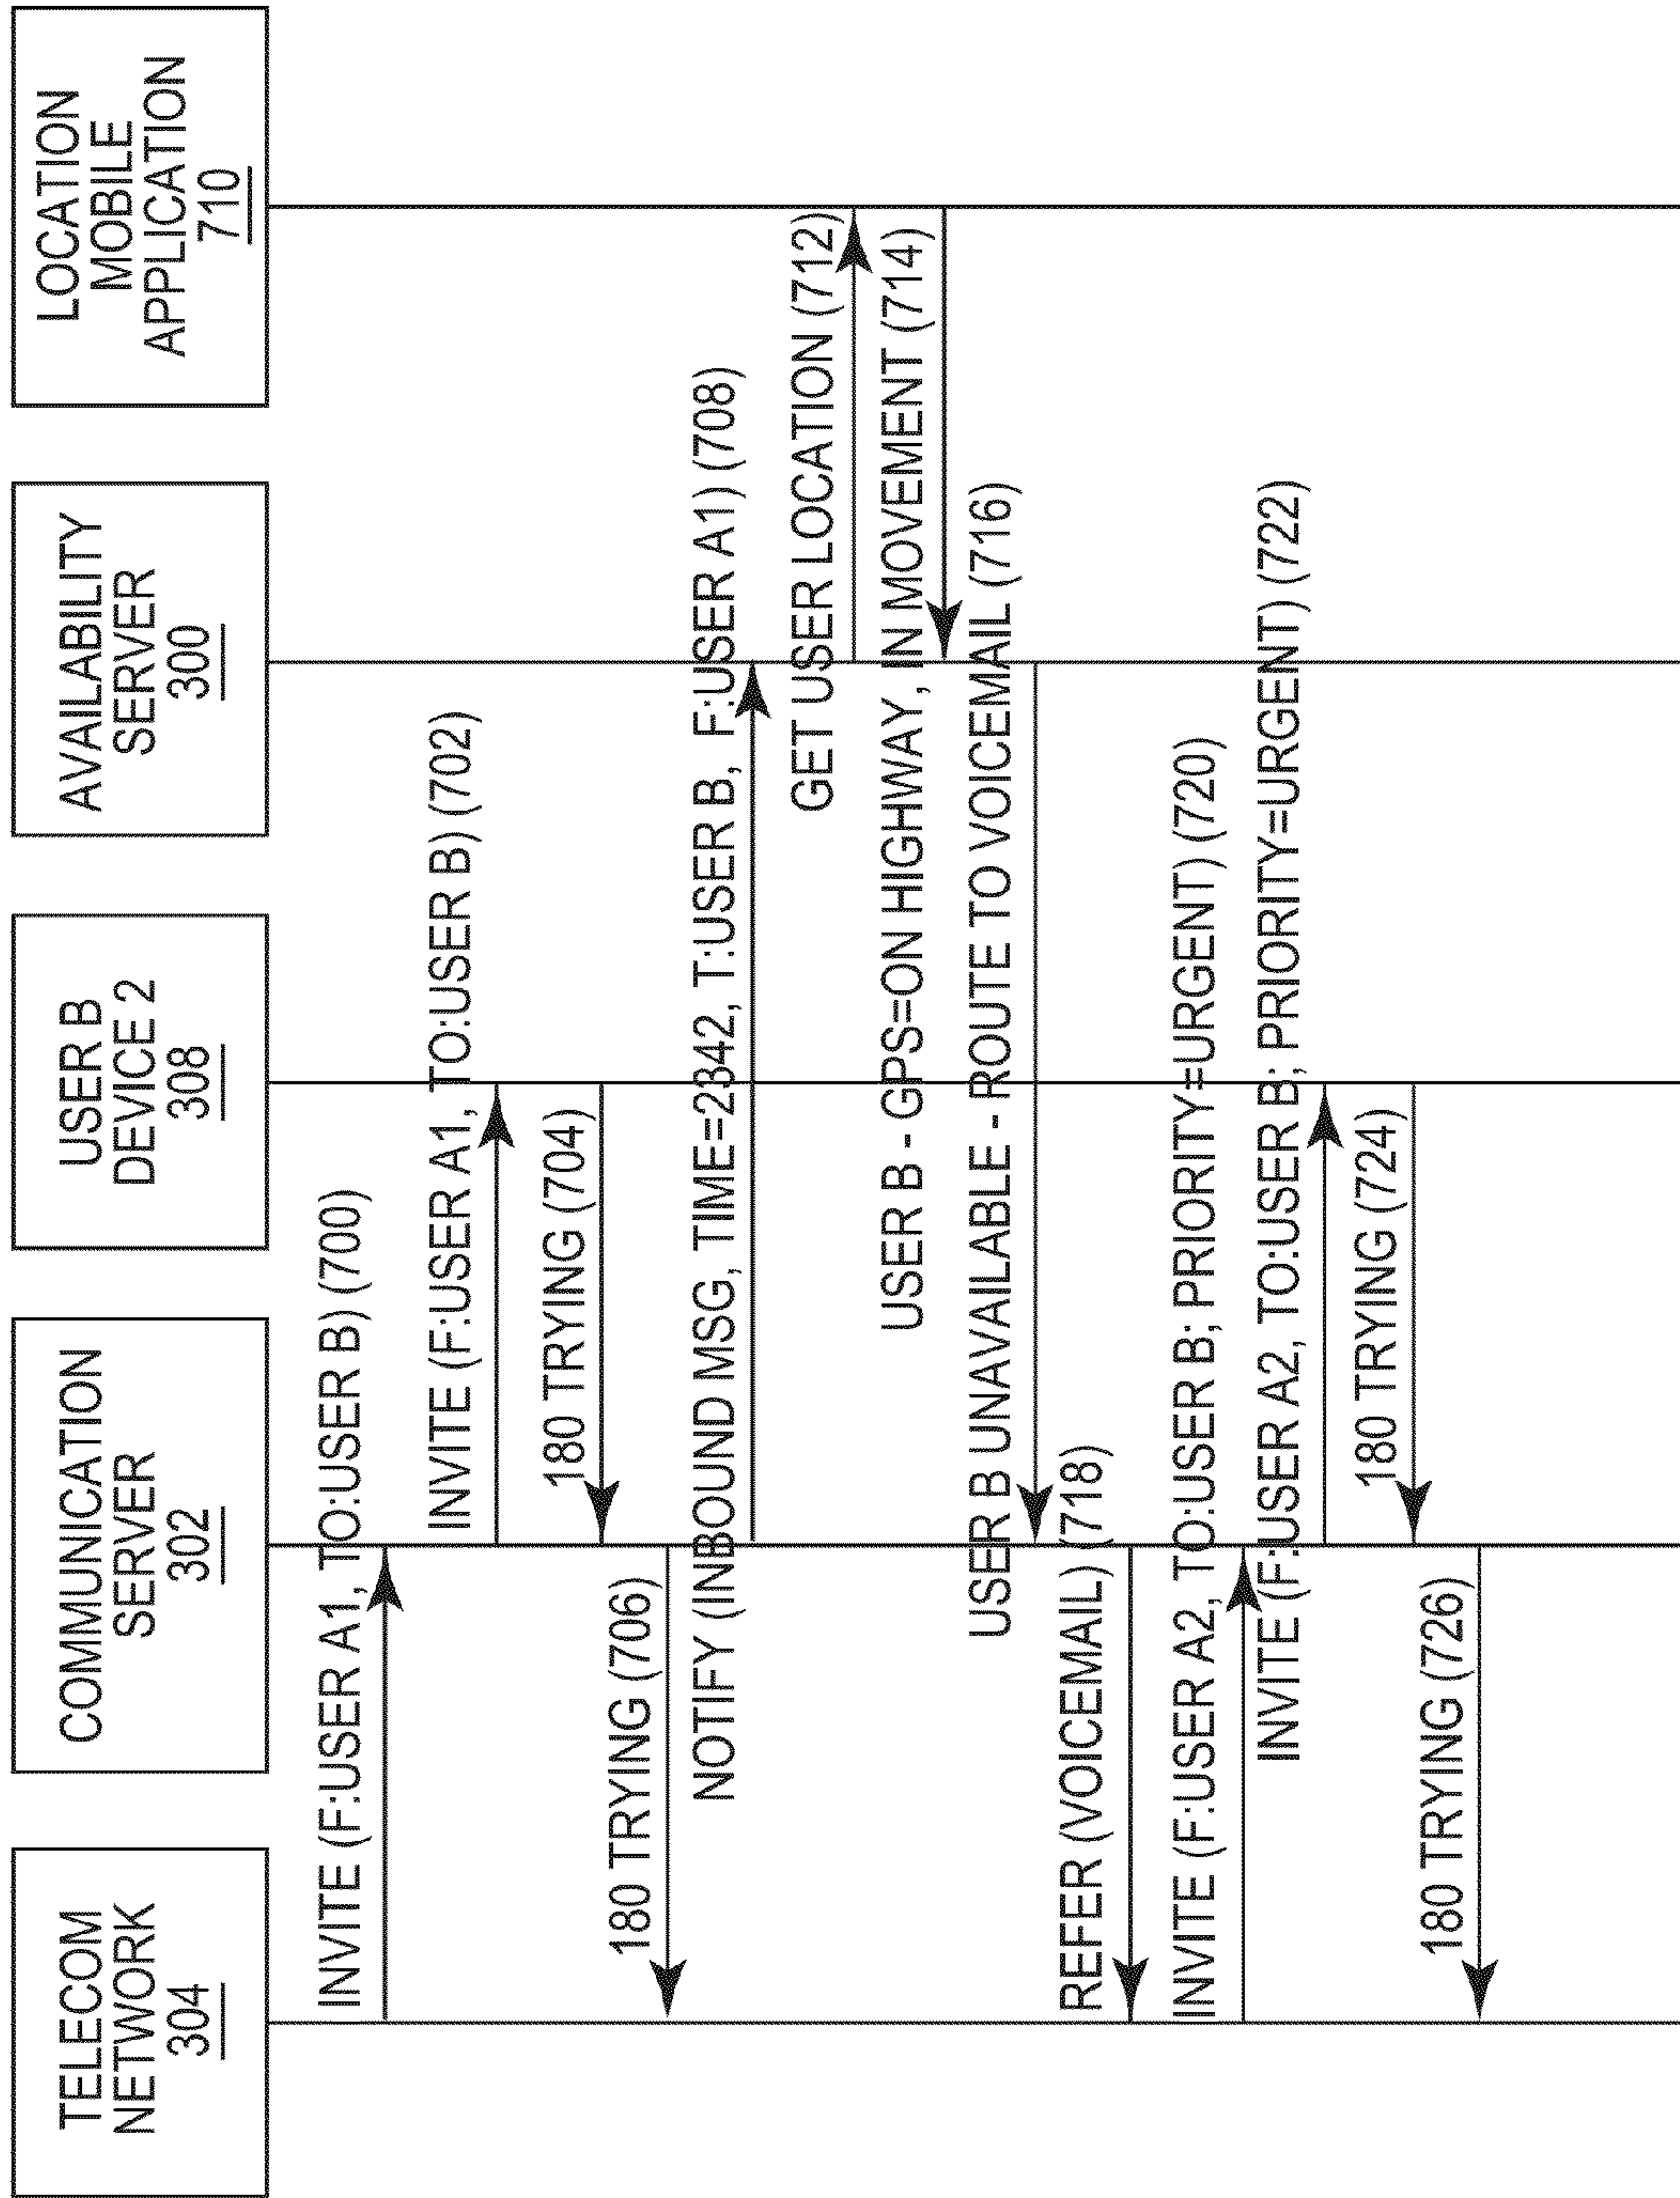 TELECOM
NETWORK
304
COMMUNICATION
SERVER
302
USER B
DEVICE 2
308
AVAILABILITY
SERVER
300
LOCATION
MOBILE
APPLICATION
710
INVITE (F:USER A1, TO:USER B) (700)
INVITE (F:USER A1, TO:USER B) (702)
180 TRYING (704)
180 TRYING (706)
NOTIFY (INBOUND MSG, TIME=2342, T:USER B, F:USER A1) (708)
GET USER LOCATION (712)
USER B - GPS=ON HIGHWAY, IN MOVEMENT (714)
USER B UNAVAILABLE - ROUTE TO VOICEMAIL (716)
REFER (VOICEMAIL) (718)
INVITE (F:USER A2, TO:USER B; PRIORITY=URGENT) (720)
INVITE (F:USER A2, TO:USER B; PRIORITY=URGENT) (722)
180 TRYING (724)
180 TRYING (726)